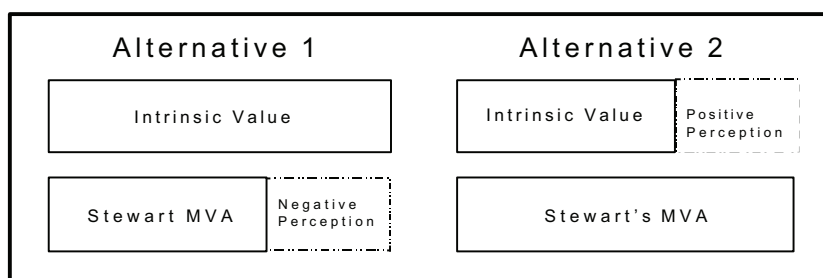 Alternative 1
Alternative 2
Intrinsic Value
Intrinsic Value
Positive
Perception
Stewart MVA
Negative
Perception
Stewart’s MVA